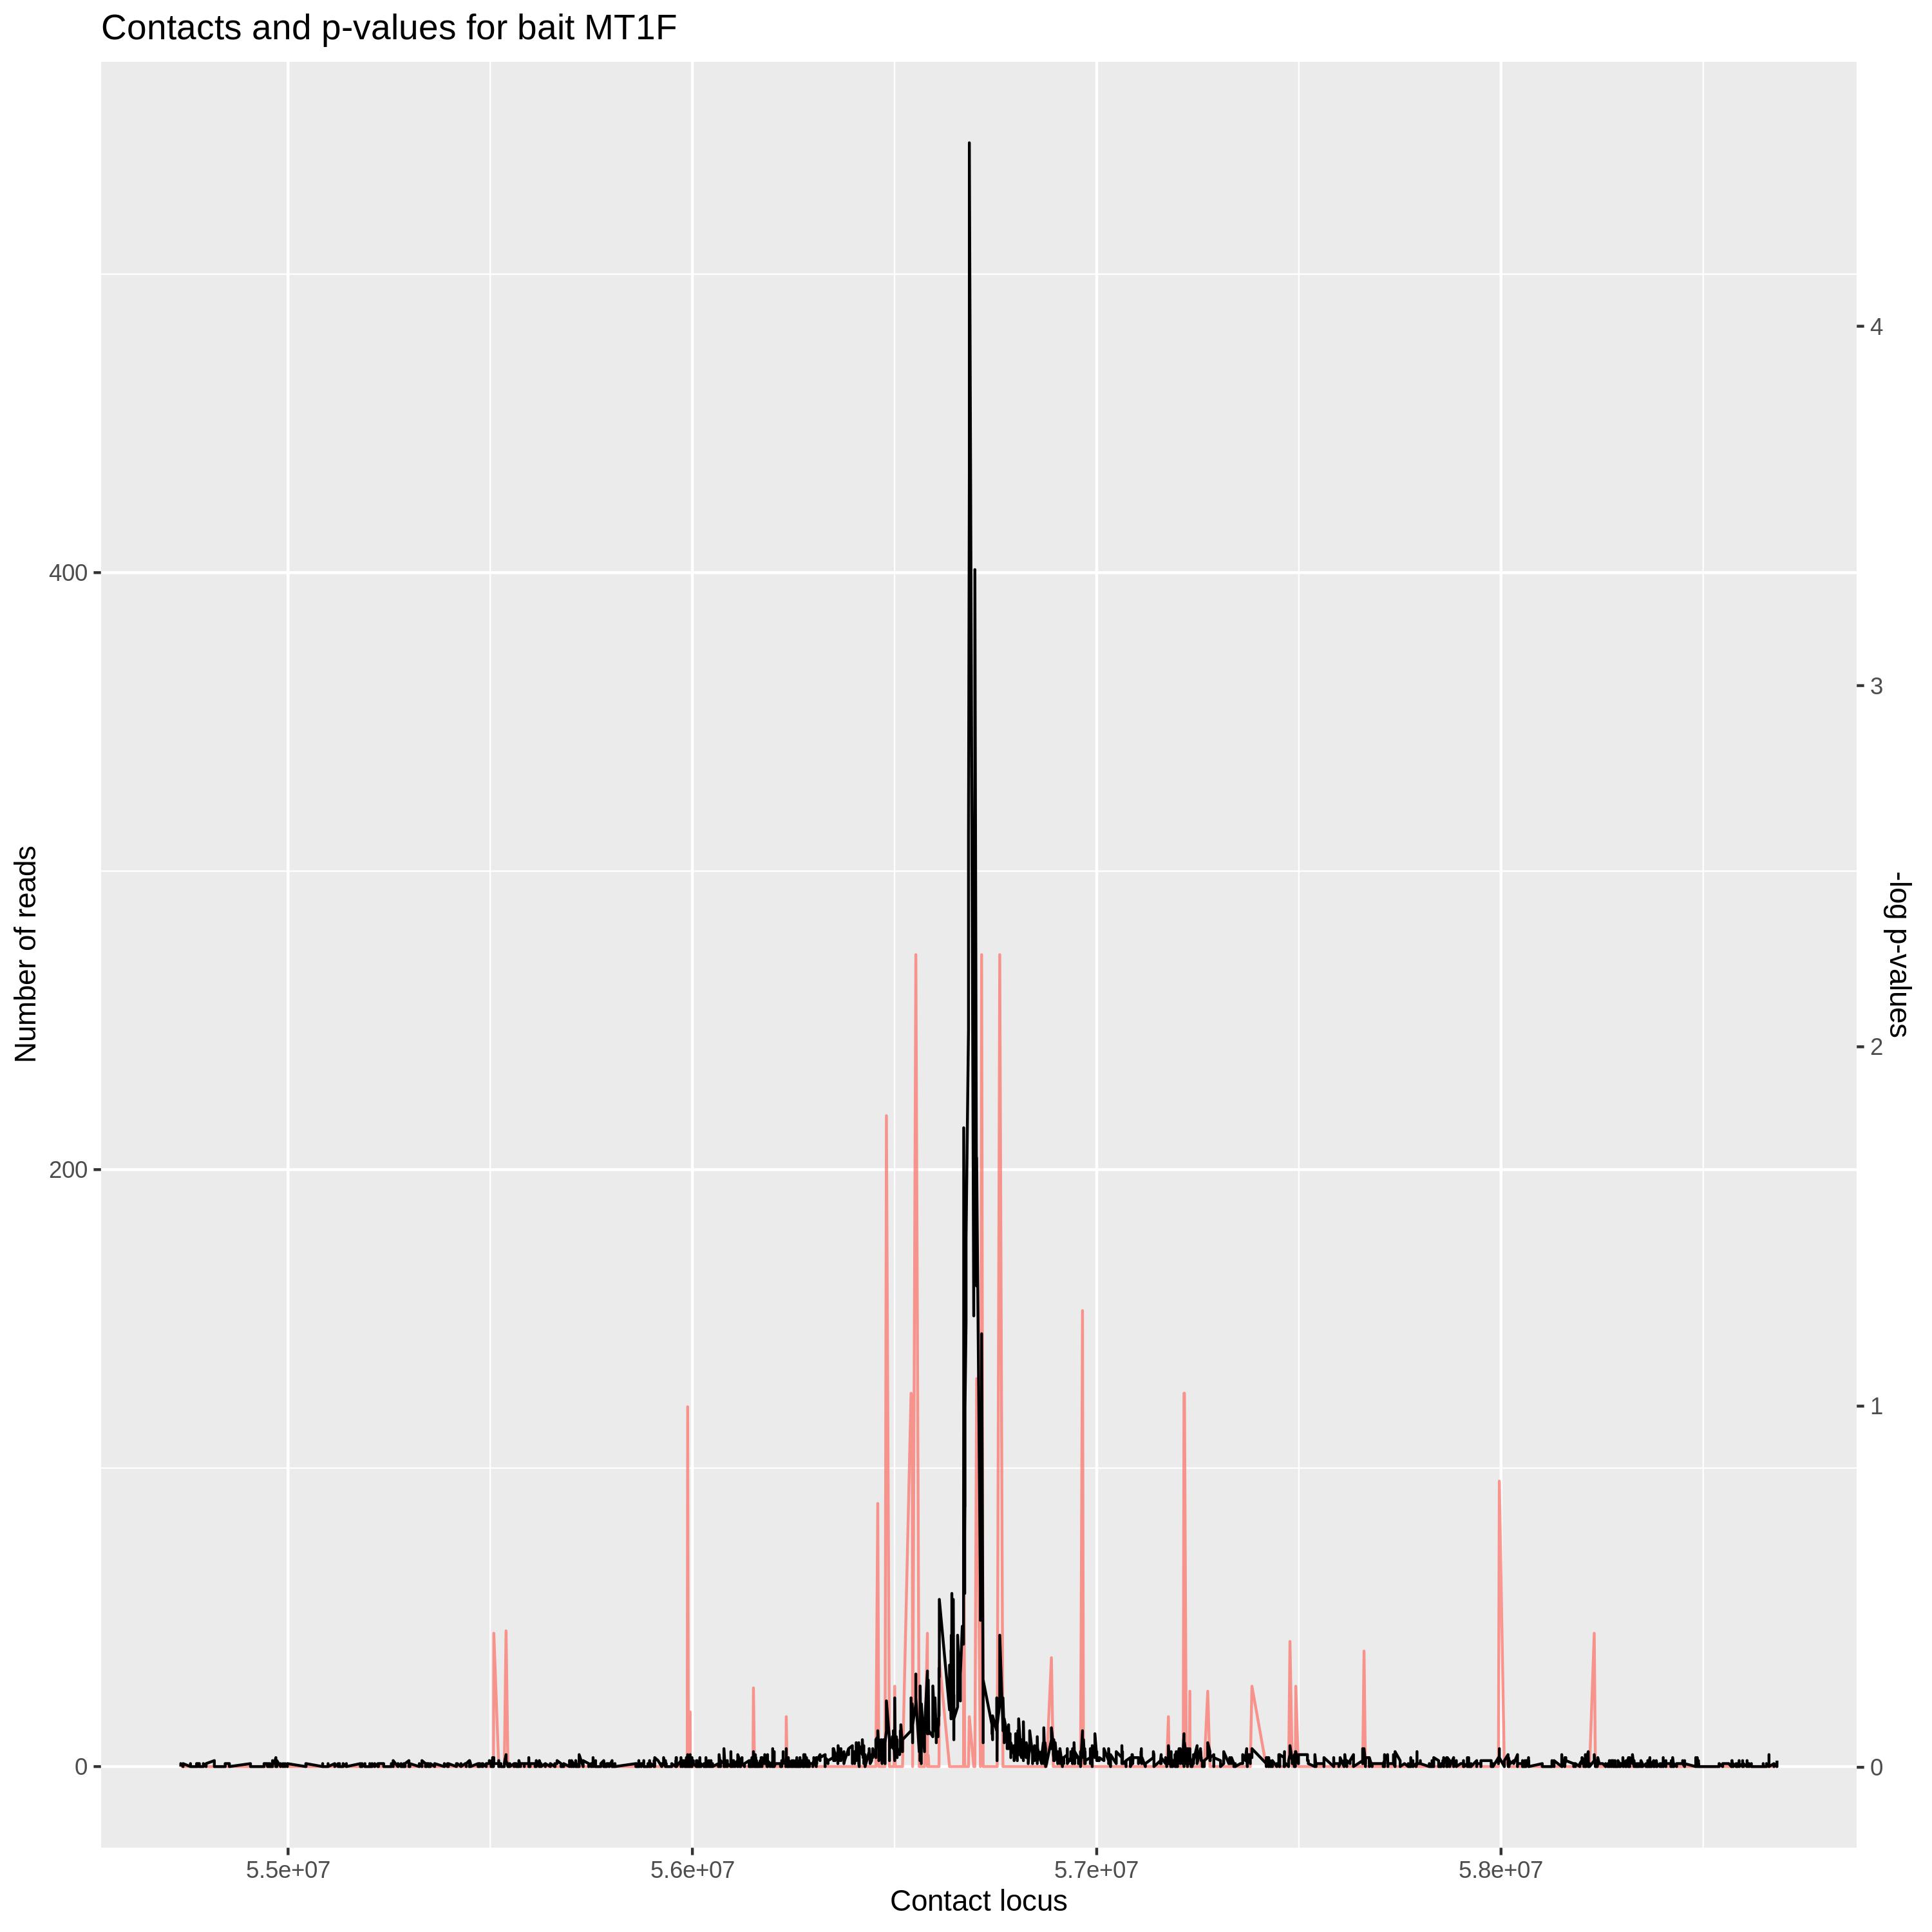 Contacts and p-values for bait MT1F
Number of reads
400
200
0
4
3
2
1
0
-log p-values
5.5e+07
5.6e+07
5.7e+07
5.8e+07
Contact locus